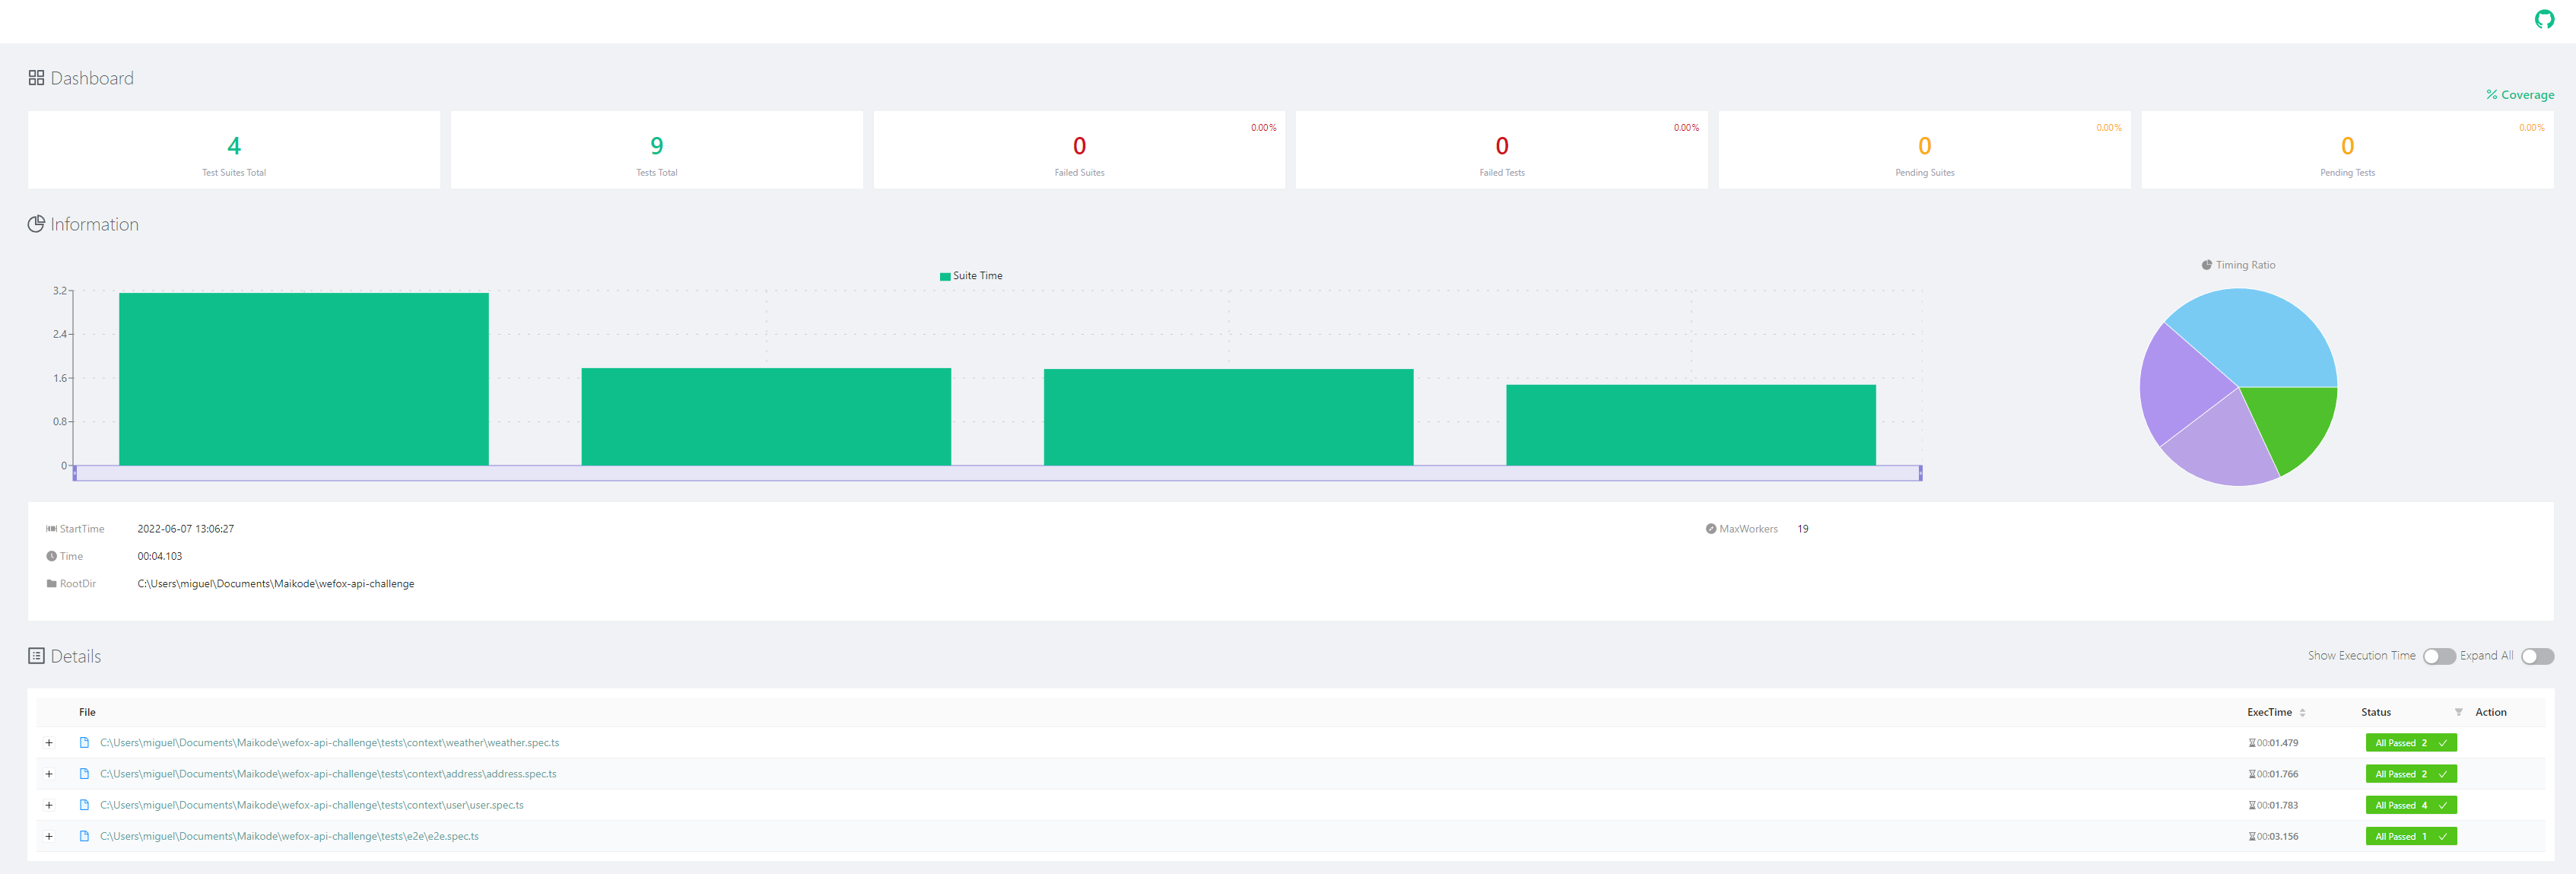 Dashboard
% Coverage
4
Test Suites Total
9
Tests Total
0.00%
0
Failed Suites
0.00%
0
Failed Tests
0.00%
0
Pending Suites
0.00%
0
Pending Tests
Information
Suite Time
3.2
2.4
1.6
0.8
0
Timing Ratio
StartTime 2022-06-07 13:06:27
MaxWorkers 19
Time 00:04.103
RootDir C:\Users\miguel\Documents\Maikode\wefox-api-challenge
Details
Show Execution Time Expand All
File ExecTime Status Action
+ C:\Users\miguel\Documents\Maikode\wefox-api-challenge\tests\context\weather\weather.spec.ts 00:01.479 All Passed 2
+ C:\Users\miguel\Documents\Maikode\wefox-api-challenge\tests\context\address\address.spec.ts 00:01.766 All Passed 2
+ C:\Users\miguel\Documents\Maikode\wefox-api-challenge\tests\context\user\user.spec.ts 00:01.783 All Passed 4
+ C:\Users\miguel\Documents\Maikode\wefox-api-challenge\tests\e2e\e2e.spec.ts 00:03.156 All Passed 1